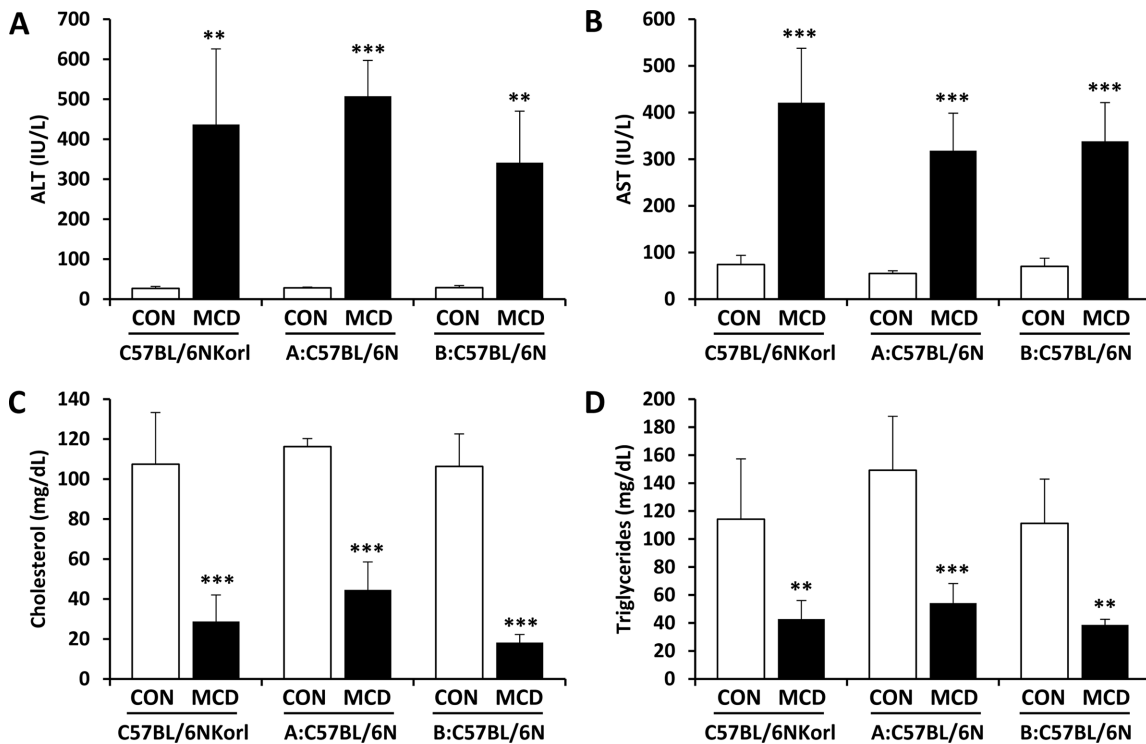 A
ALT (IU/L)
700
600
500
400
300
200
100
0
**
***
**
CON MCD CON MCD CON MCD
C57BL/6NKorl A:C57BL/6N B:C57BL/6N
B
AST (IU/L)
600
500
400
300
200
100
0
***
***
***
CON MCD CON MCD CON MCD
C57BL/6NKorl A:C57BL/6N B:C57BL/6N
C
Cholesterol (mg/dL)
140
120
100
80
60
40
20
0
***
***
***
CON MCD CON MCD CON MCD
C57BL/6NKorl A:C57BL/6N B:C57BL/6N
D
Triglycerides (mg/dL)
200
180
160
140
120
100
80
60
40
20
0
**
***
**
CON MCD CON MCD CON MCD
C57BL/6NKorl A:C57BL/6N B:C57BL/6N